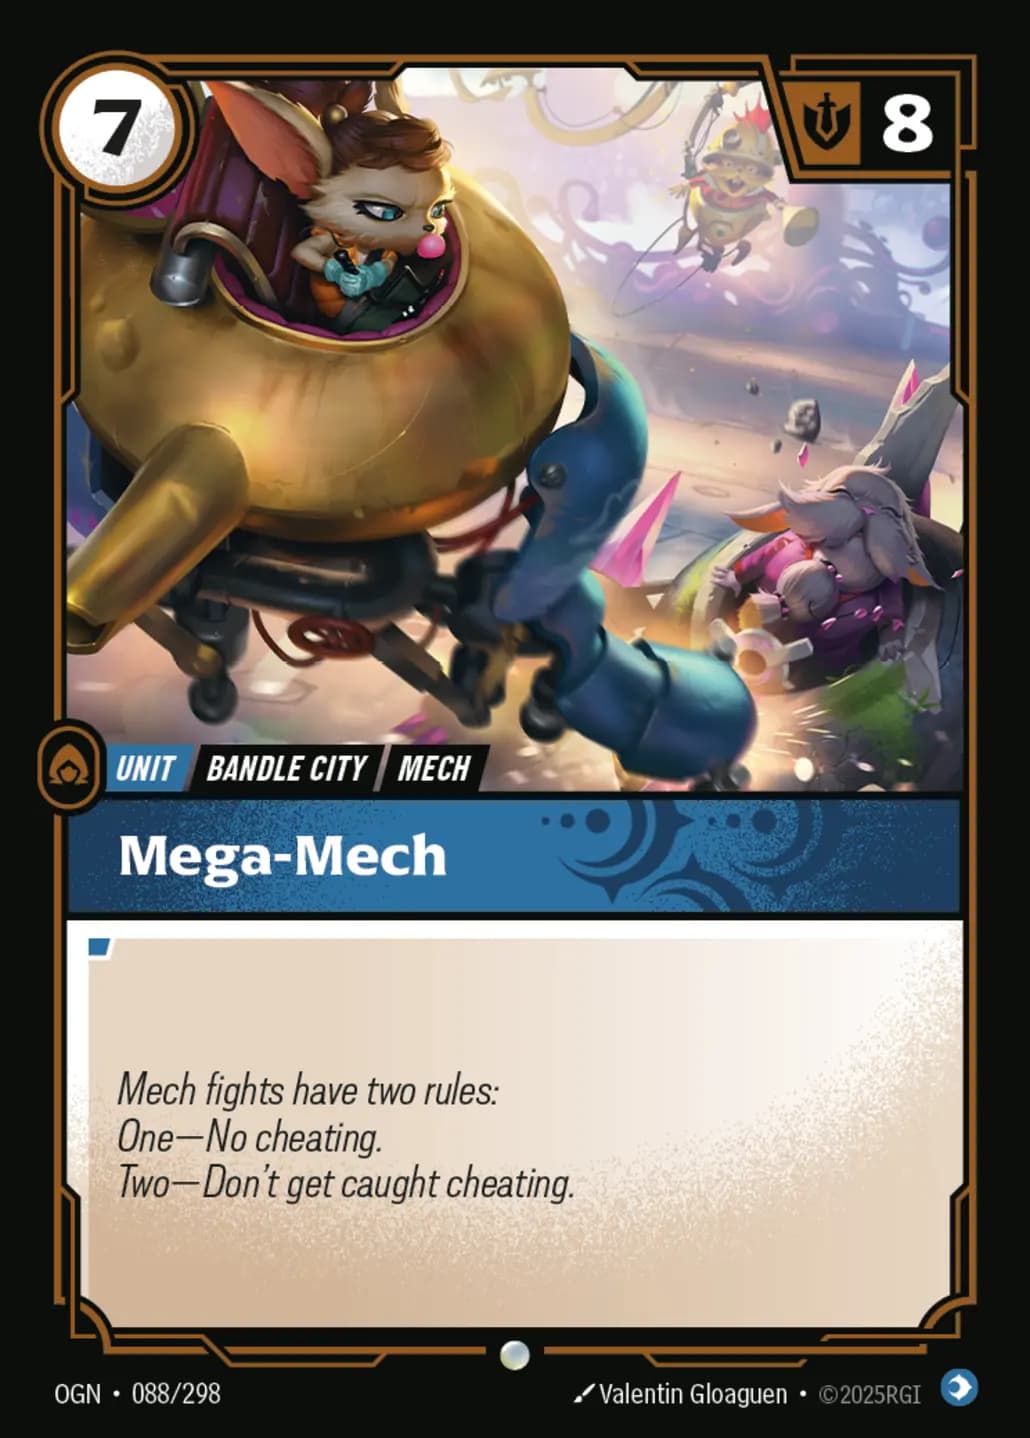 7
8
UNIT BANDLE CITY MECH
Mega-Mech
Mech fights have two rules:
One—No cheating.
Two—Don't get caught cheating.
OGN • 088/298
Valentin Gloaguen • ©2025RGI